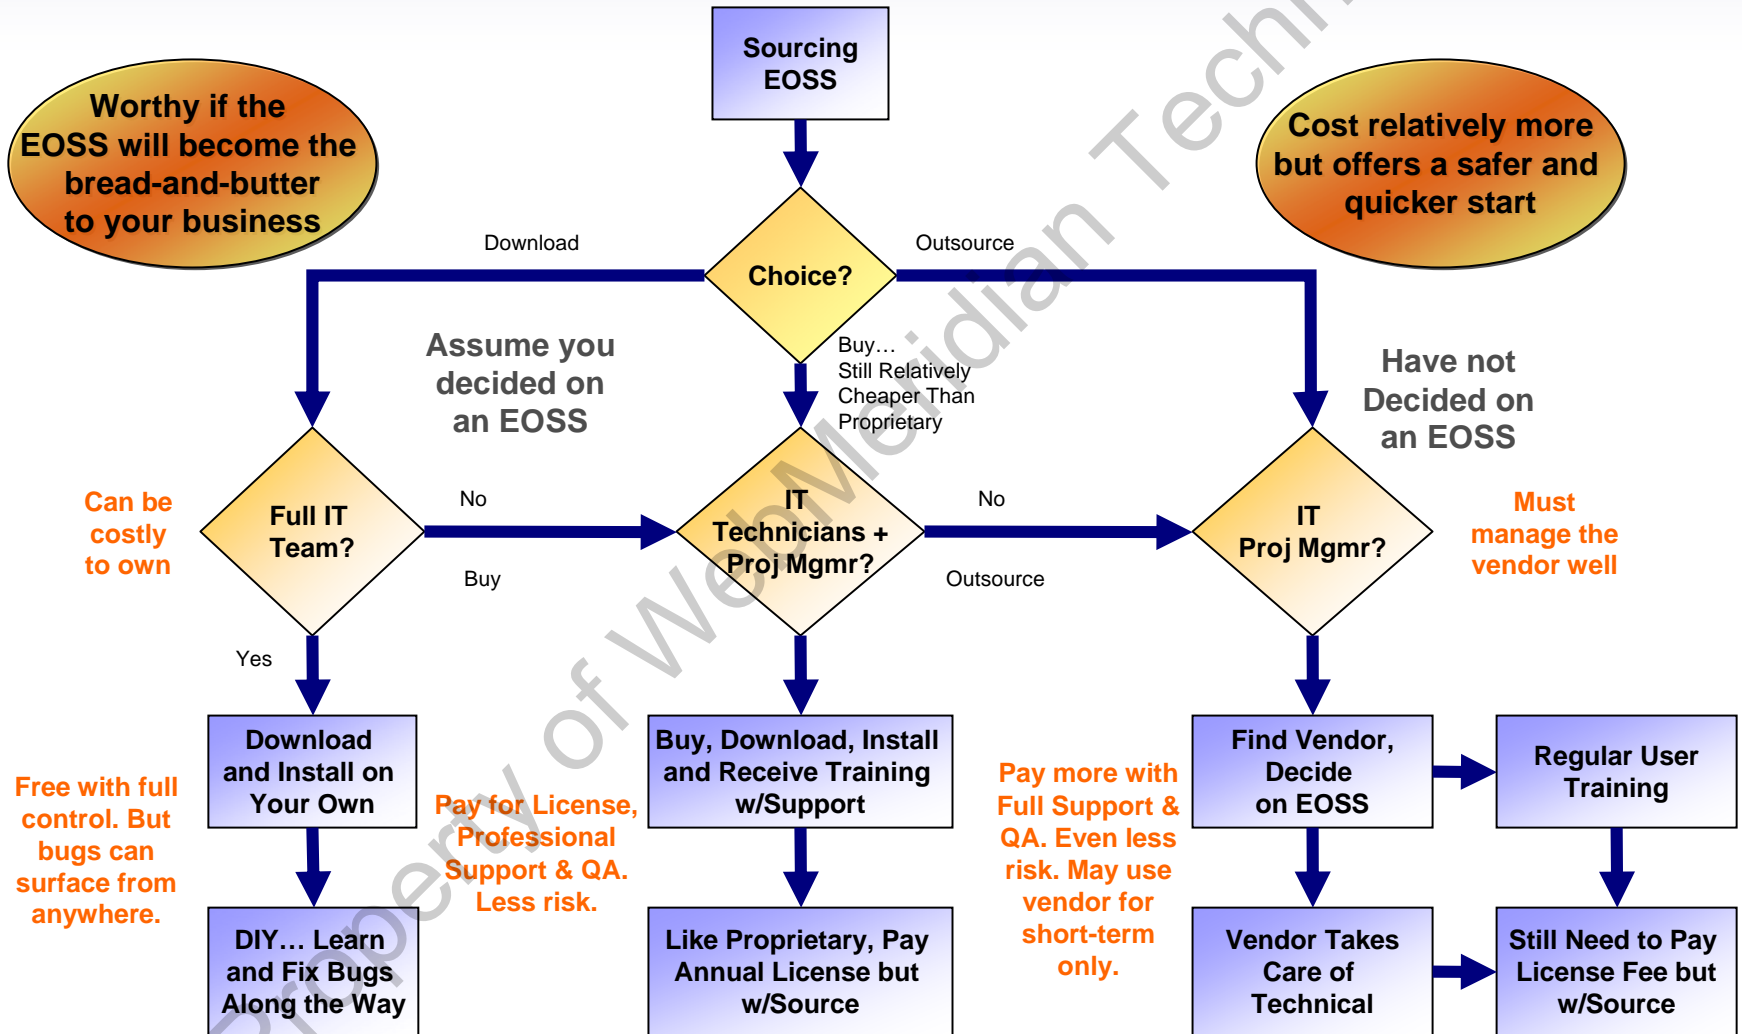 Sourcing
EOSS
Worthy if the
EOSS will become the
bread-and-butter
to your business
Cost relatively more
but offers a safer and
quicker start
Download
Choice?
Outsource
Assume you
decided on
an EOSS
Buy…
Still Relatively
Cheaper Than
Proprietary
Have not
Decided on
an EOSS
Can be
costly
to own
Full IT
Team?
No
Buy
IT
Technicians +
Proj Mgmr?
No
Outsource
IT
Proj Mgmr?
Must
manage the
vendor well
Yes
Free with full
control. But
bugs can
surface from
anywhere.
Download
and Install on
Your Own
Pay for License,
Professional
Support & QA.
Less risk.
Buy, Download, Install
and Receive Training
w/Support
Pay more with
Full Support &
QA. Even less
risk. May use
vendor for
short-term
only.
Find Vendor,
Decide
on EOSS
Regular User
Training
DIY… Learn
and Fix Bugs
Along the Way
Like Proprietary, Pay
Annual License but
w/Source
Vendor Takes
Care of
Technical
Still Need to Pay
License Fee but
w/Source
Property of WebMeridian Techn